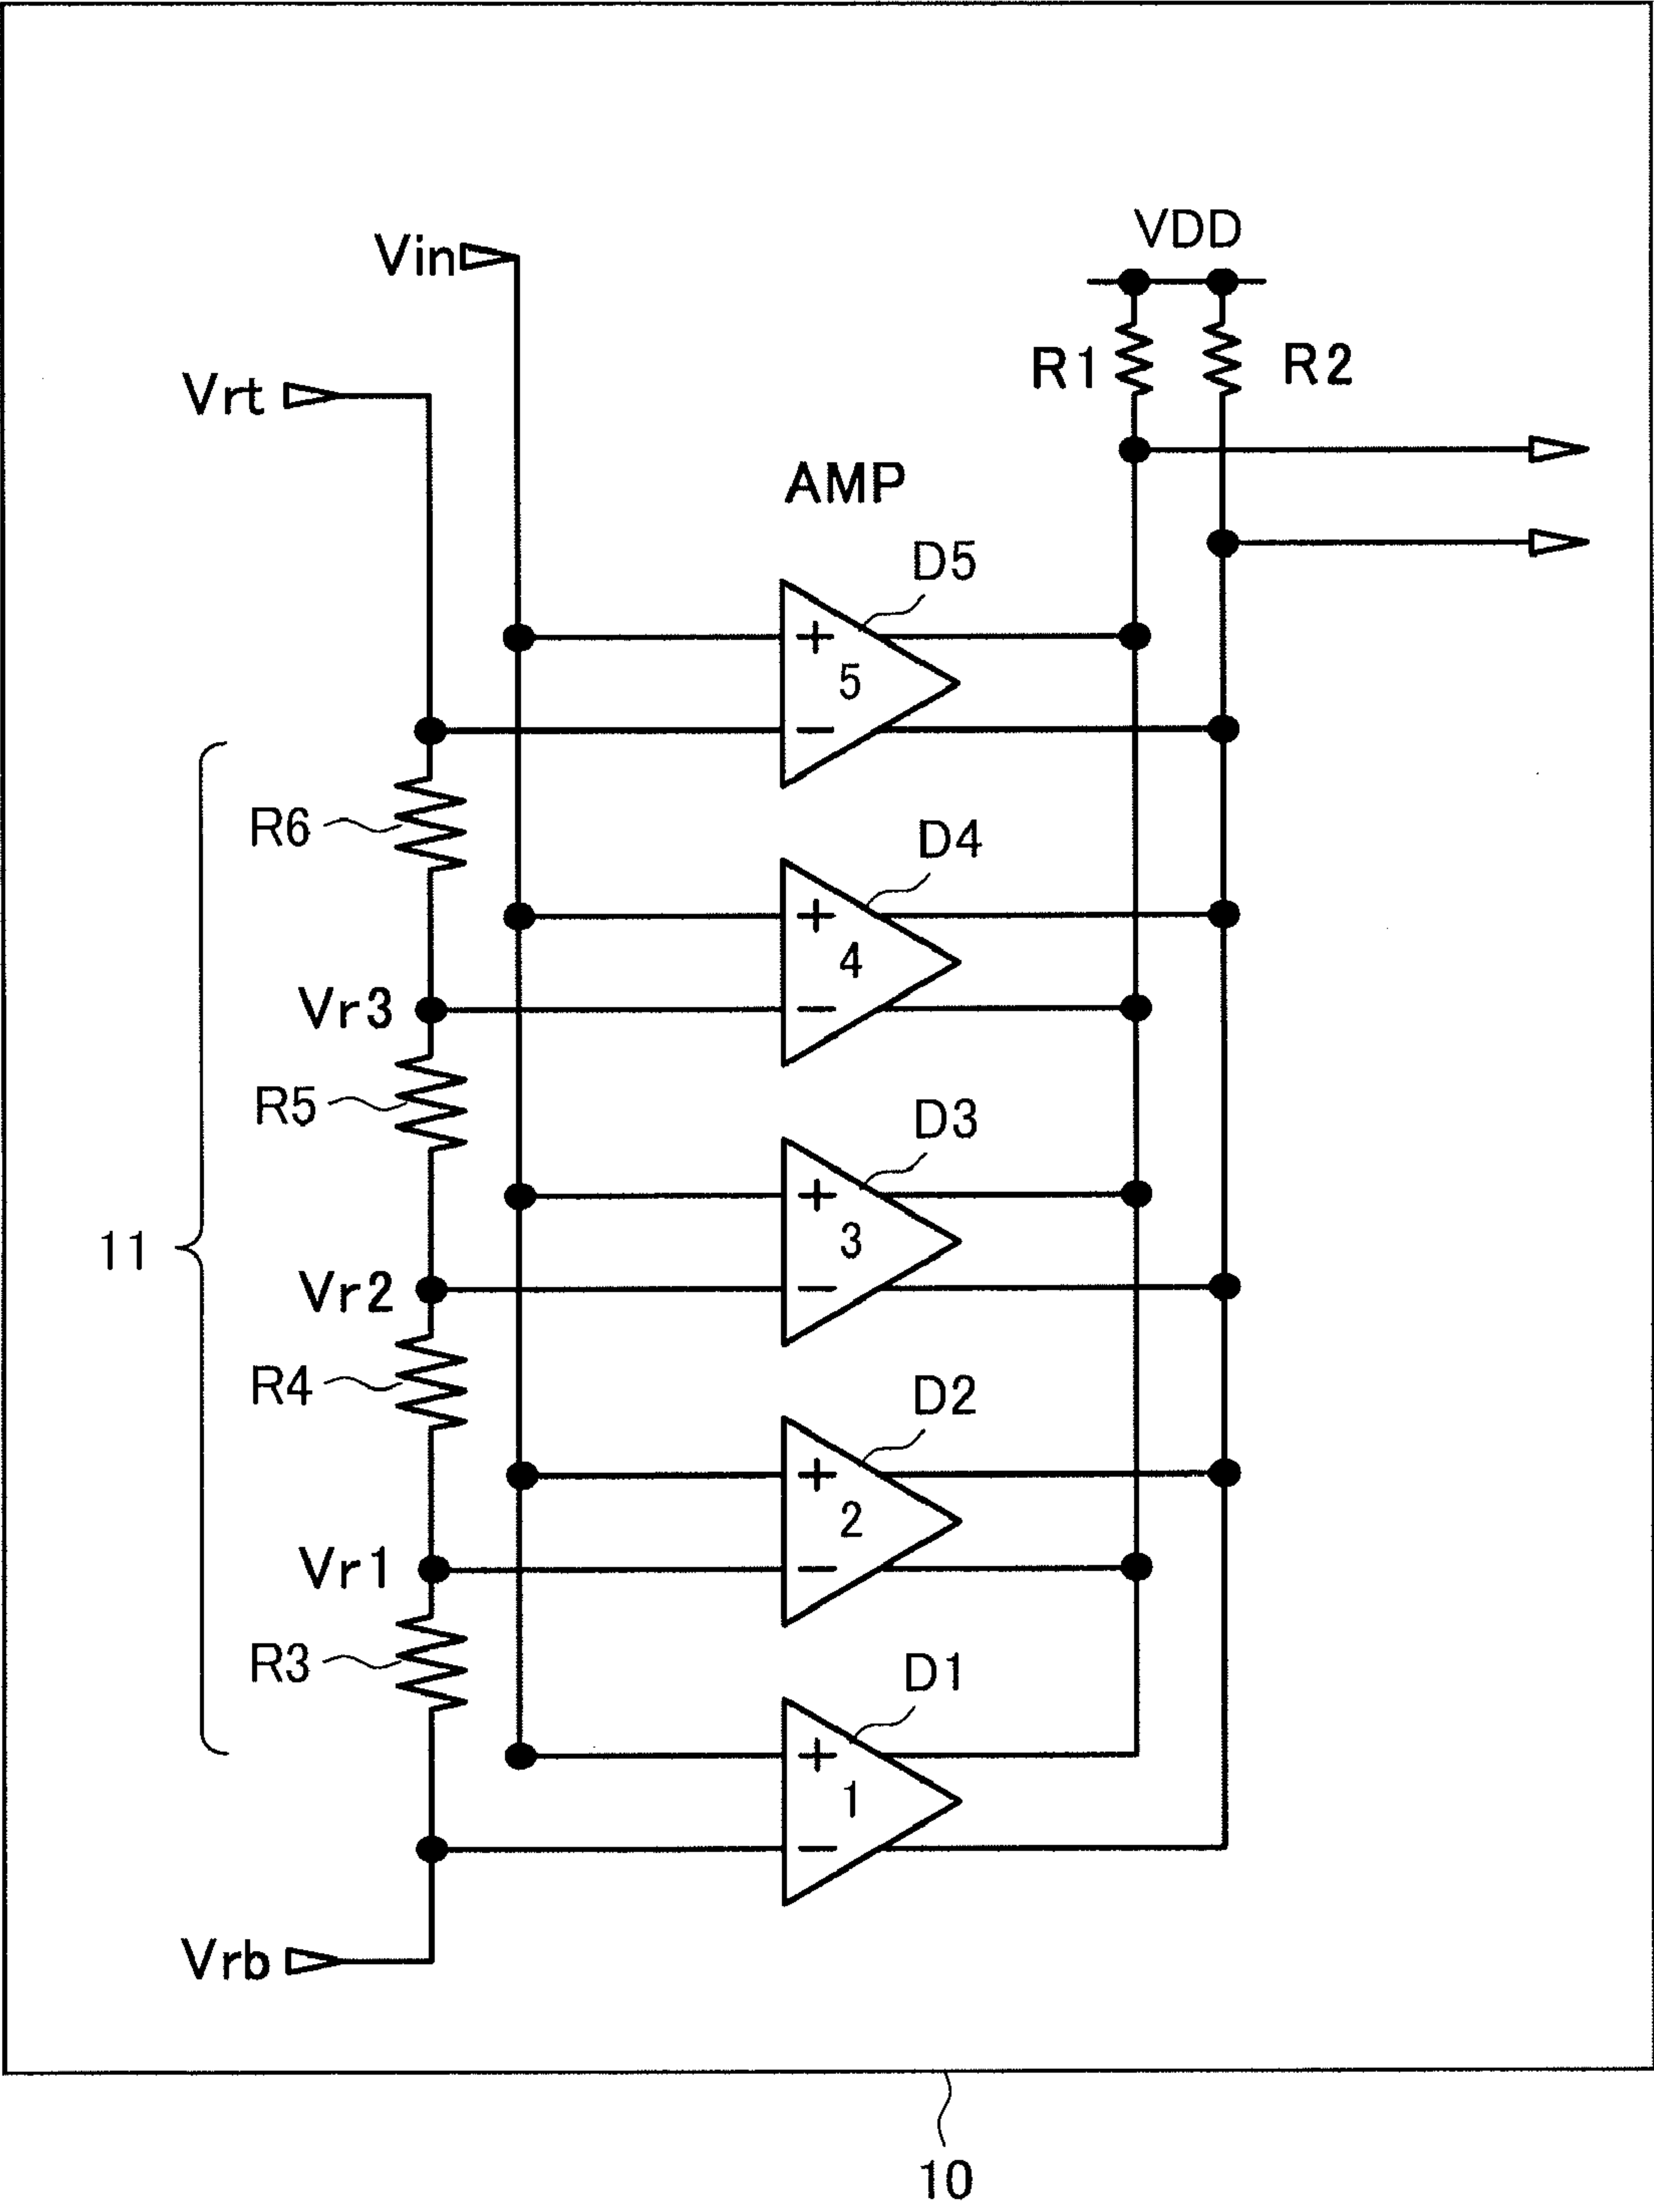 VDD
Vin
R1
R2
Vrt
AMP
D5
+
5
−
R6
D4
+
4
Vr3
−
R5
D3
+
3
11
Vr2
−
R4
D2
+
2
Vr1
−
R3
D1
+
1
−
Vrb
10